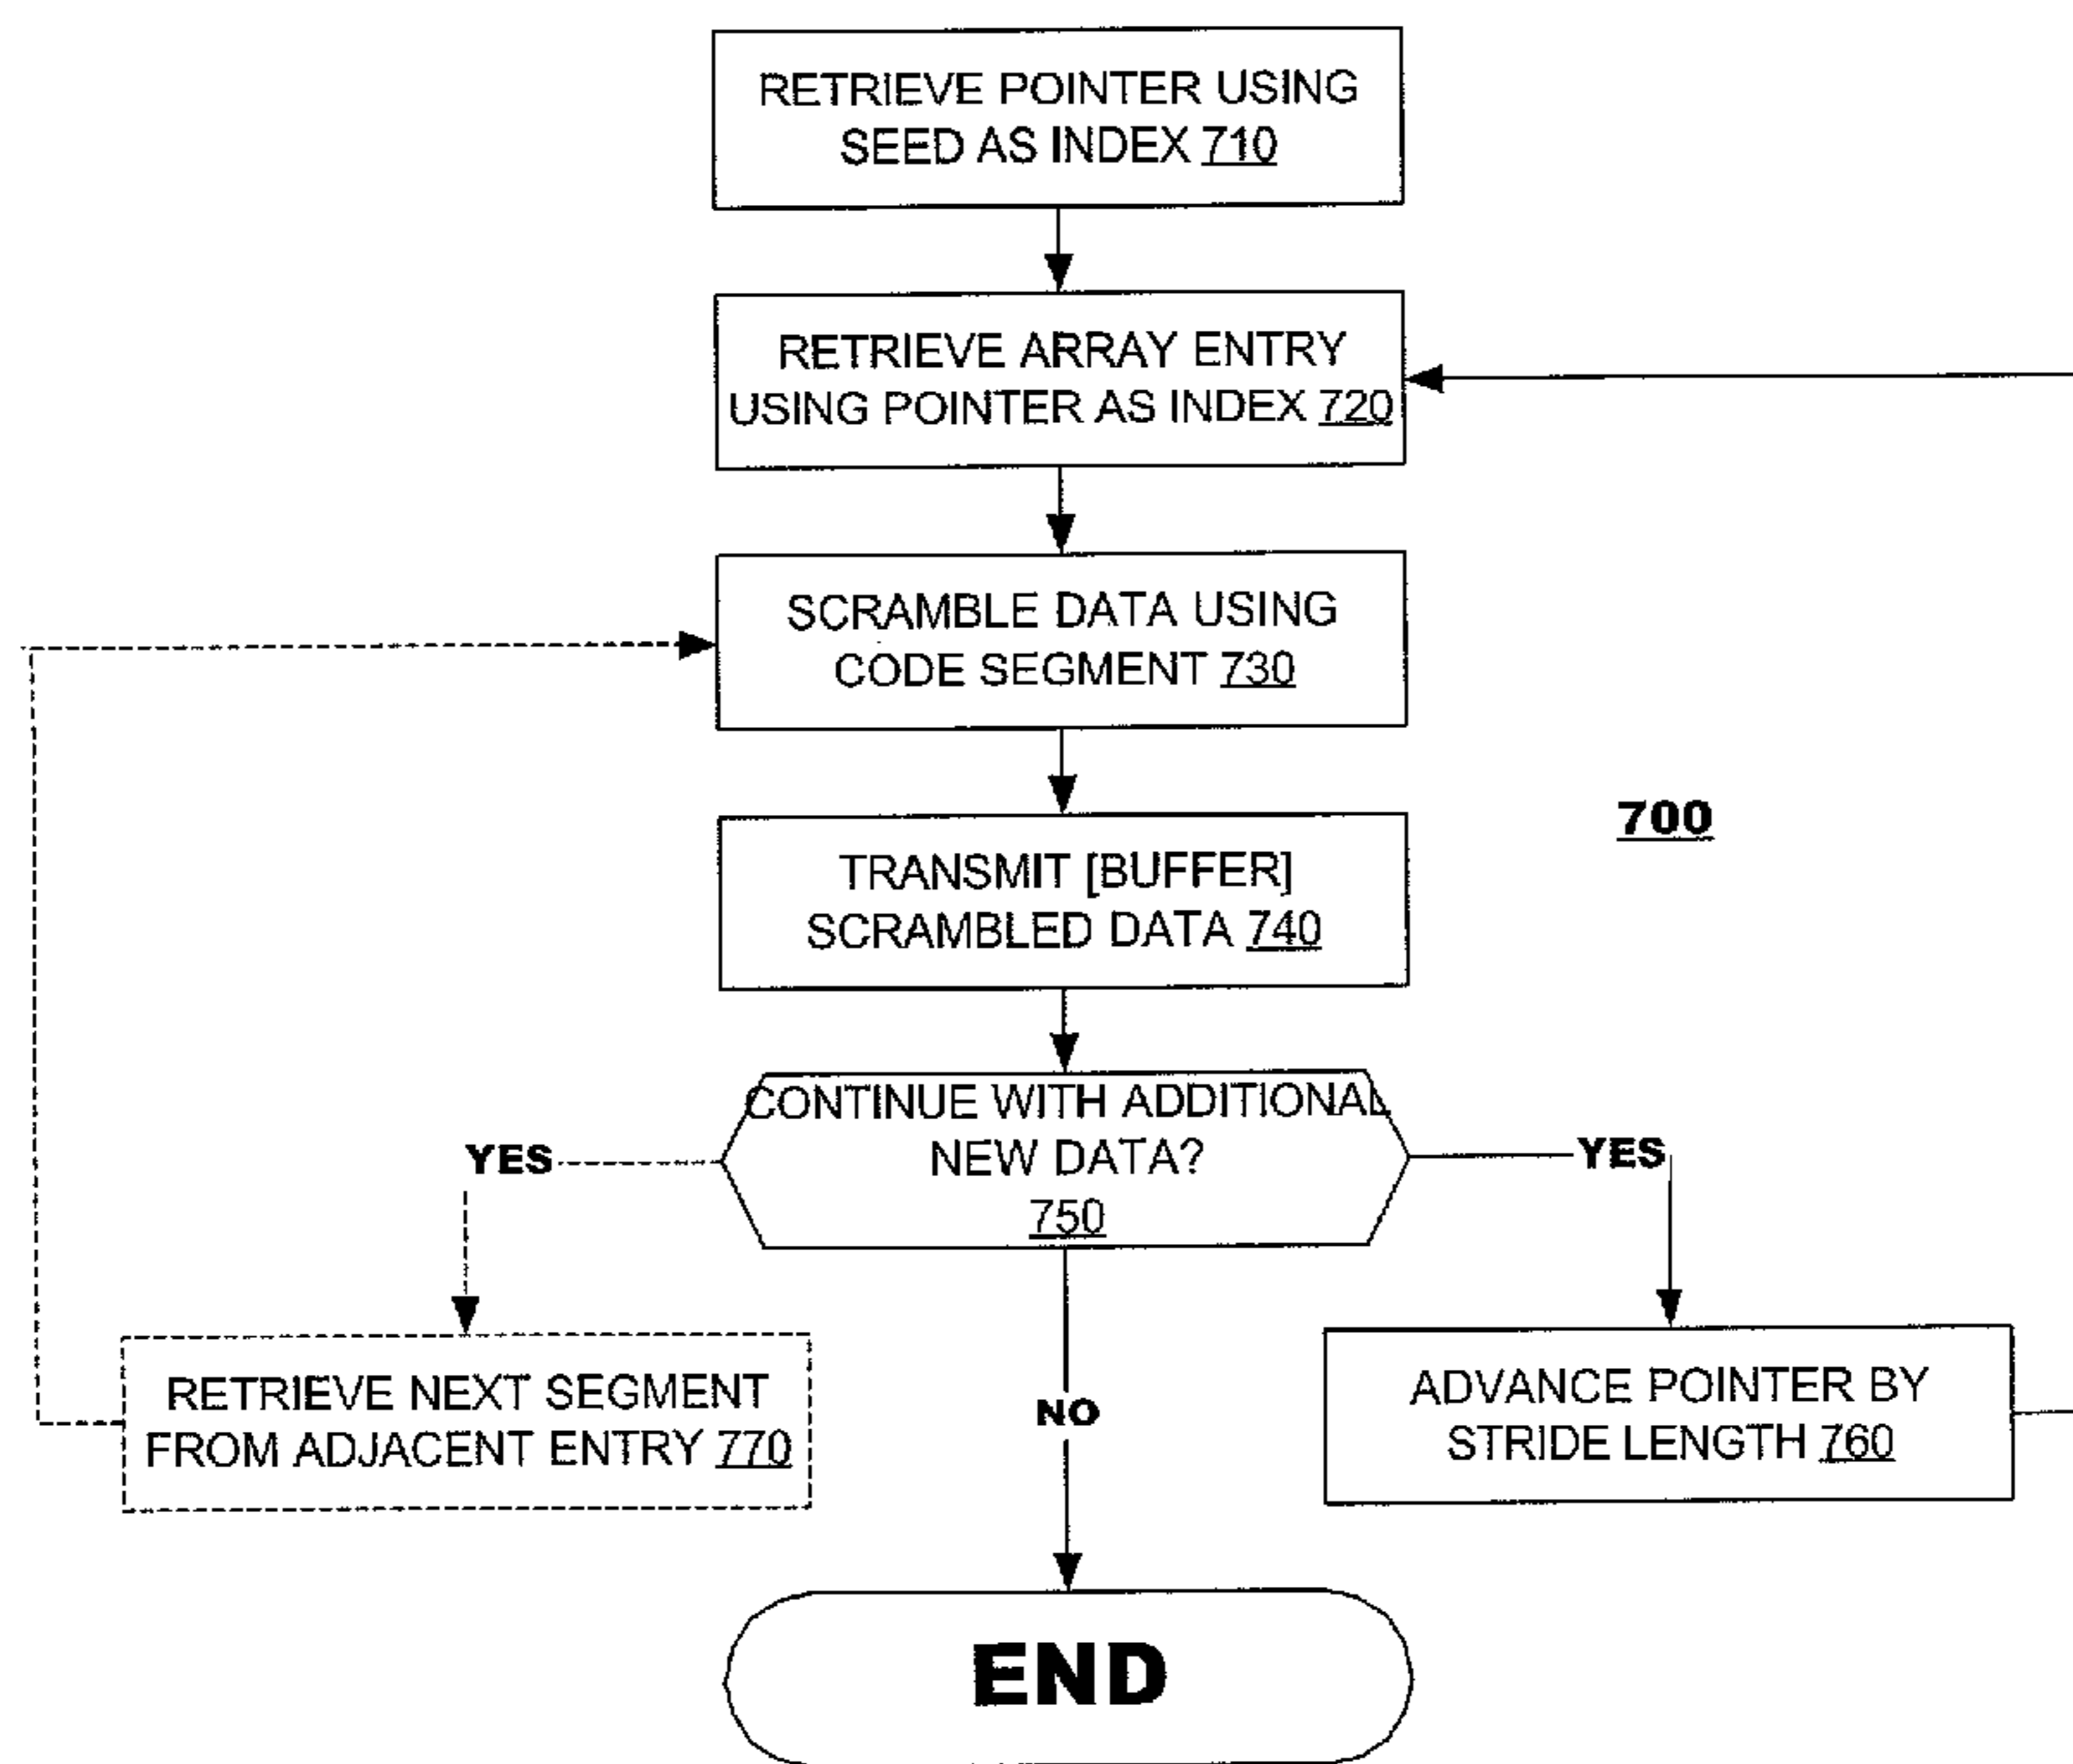 RETRIEVE POINTER USING
SEED AS INDEX 710
RETRIEVE ARRAY ENTRY
USING POINTER AS INDEX 720
SCRAMBLE DATA USING
CODE SEGMENT 730
700
TRANSMIT [BUFFER]
SCRAMBLED DATA 740
CONTINUE WITH ADDITIONAL
NEW DATA?
750
YES
YES
RETRIEVE NEXT SEGMENT
FROM ADJACENT ENTRY 770
NO
ADVANCE POINTER BY
STRIDE LENGTH 760
END